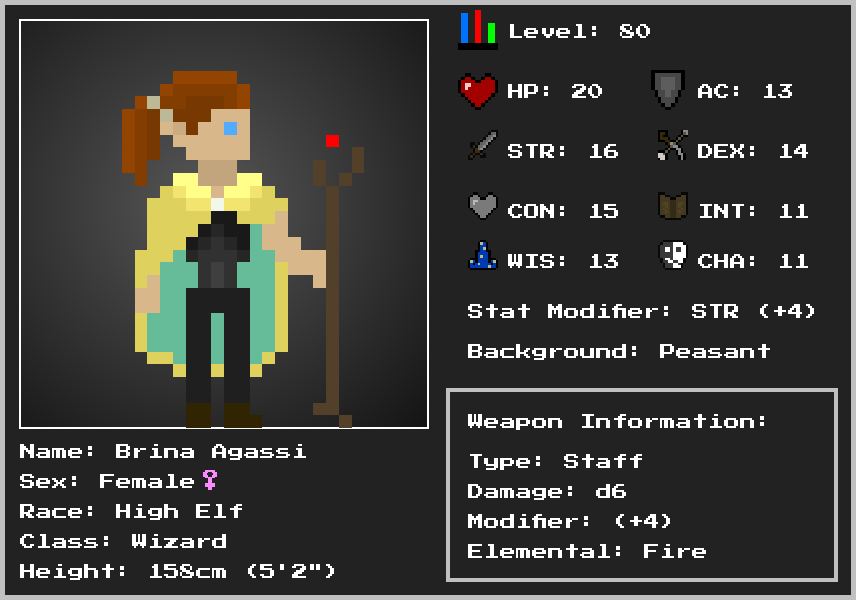 Level: 80
HP: 20 AC: 13
STR: 16 DEX: 14
CON: 15 INT: 11
WIS: 13 CHA: 11
Stat Modifier: STR (+4)
Background: Peasant
Weapon Information:
Type: Staff
Damage: d6
Modifier: (+4)
Elemental: Fire
Name: Brina Agassi
Sex: Female♀
Race: High Elf
Class: Wizard
Height: 158cm (5'2")